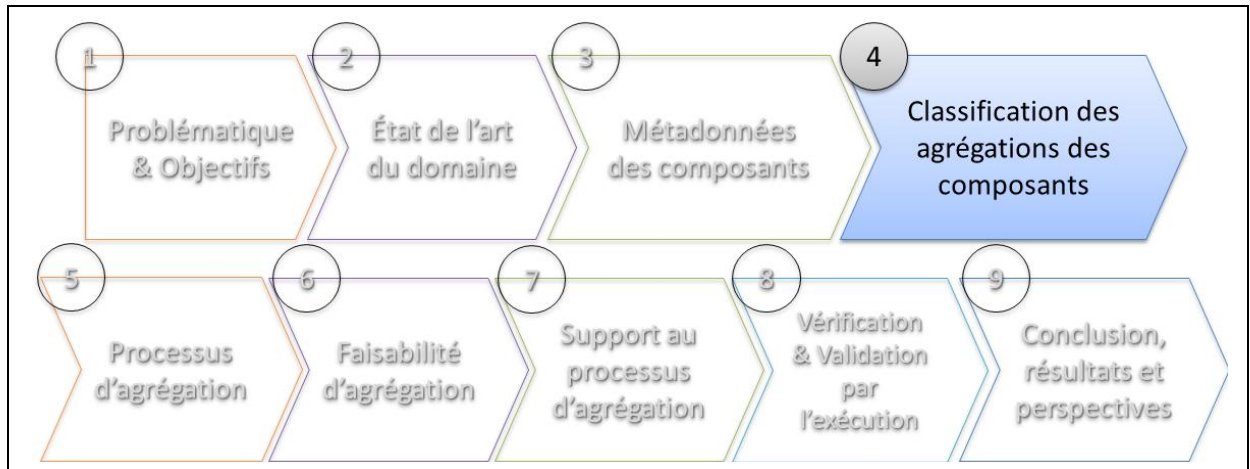 1
Problématique
& Objectifs
2
État de l'art
du domaine
3
Métadonnées
des composants
4
Classification des
agrégations des
composants
5
Processus
d'agrégation
6
Faisabilité
d'agrégation
7
Support au
processus
d'agrégation
8
Vérification
& Validation
par
l'exécution
9
Conclusion,
résultats et
perspectives